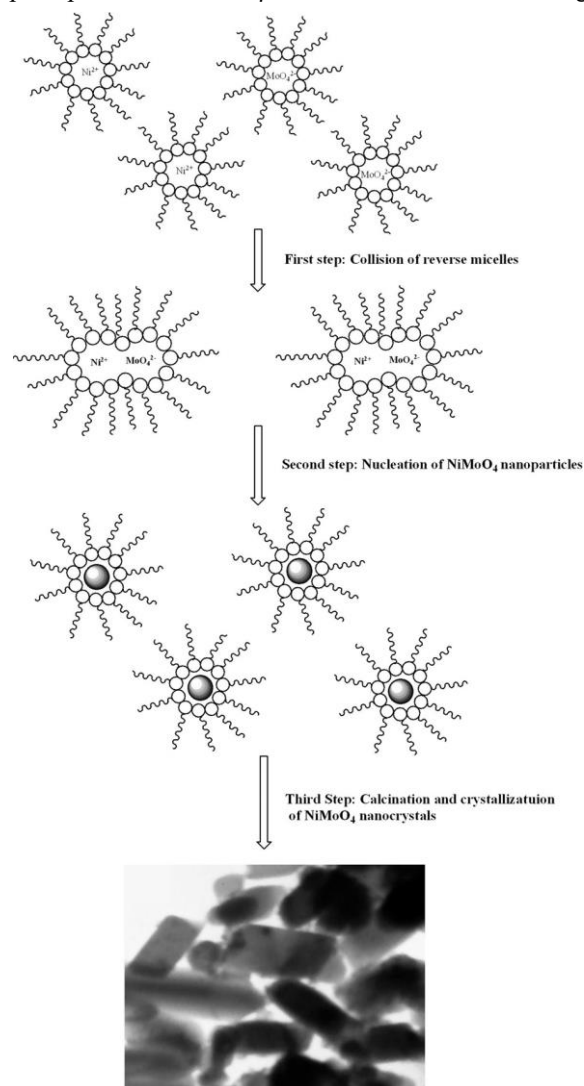 Ni²⁺
MoO₄²⁻
Ni²⁺
MoO₄²⁻
First step: Collision of reverse micelles
Ni²⁺ MoO₄²⁻ Ni²⁺ MoO₄²⁻
Second step: Nucleation of NiMoO₄ nanoparticles
Third Step: Calcination and crystallizatuion
of NiMoO₄ nanocrystals